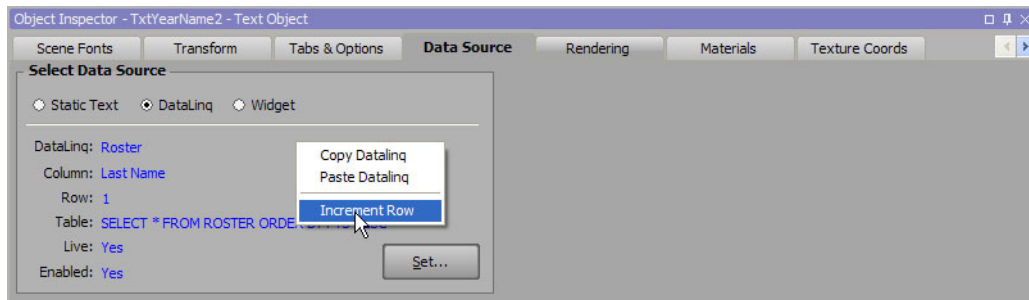 Object Inspector - TxtYearName2 - Text Object
Scene Fonts Transform Tabs & Options Data Source Rendering Materials Texture Coords
Select Data Source
Static Text DataLinq Widget
DataLinq: Roster
Column: Last Name
Row: 1
Table: SELECT * FROM ROSTER ORDER
Live: Yes
Enabled: Yes
Copy Datalinq
Paste Datalinq
Increment Row
Set...